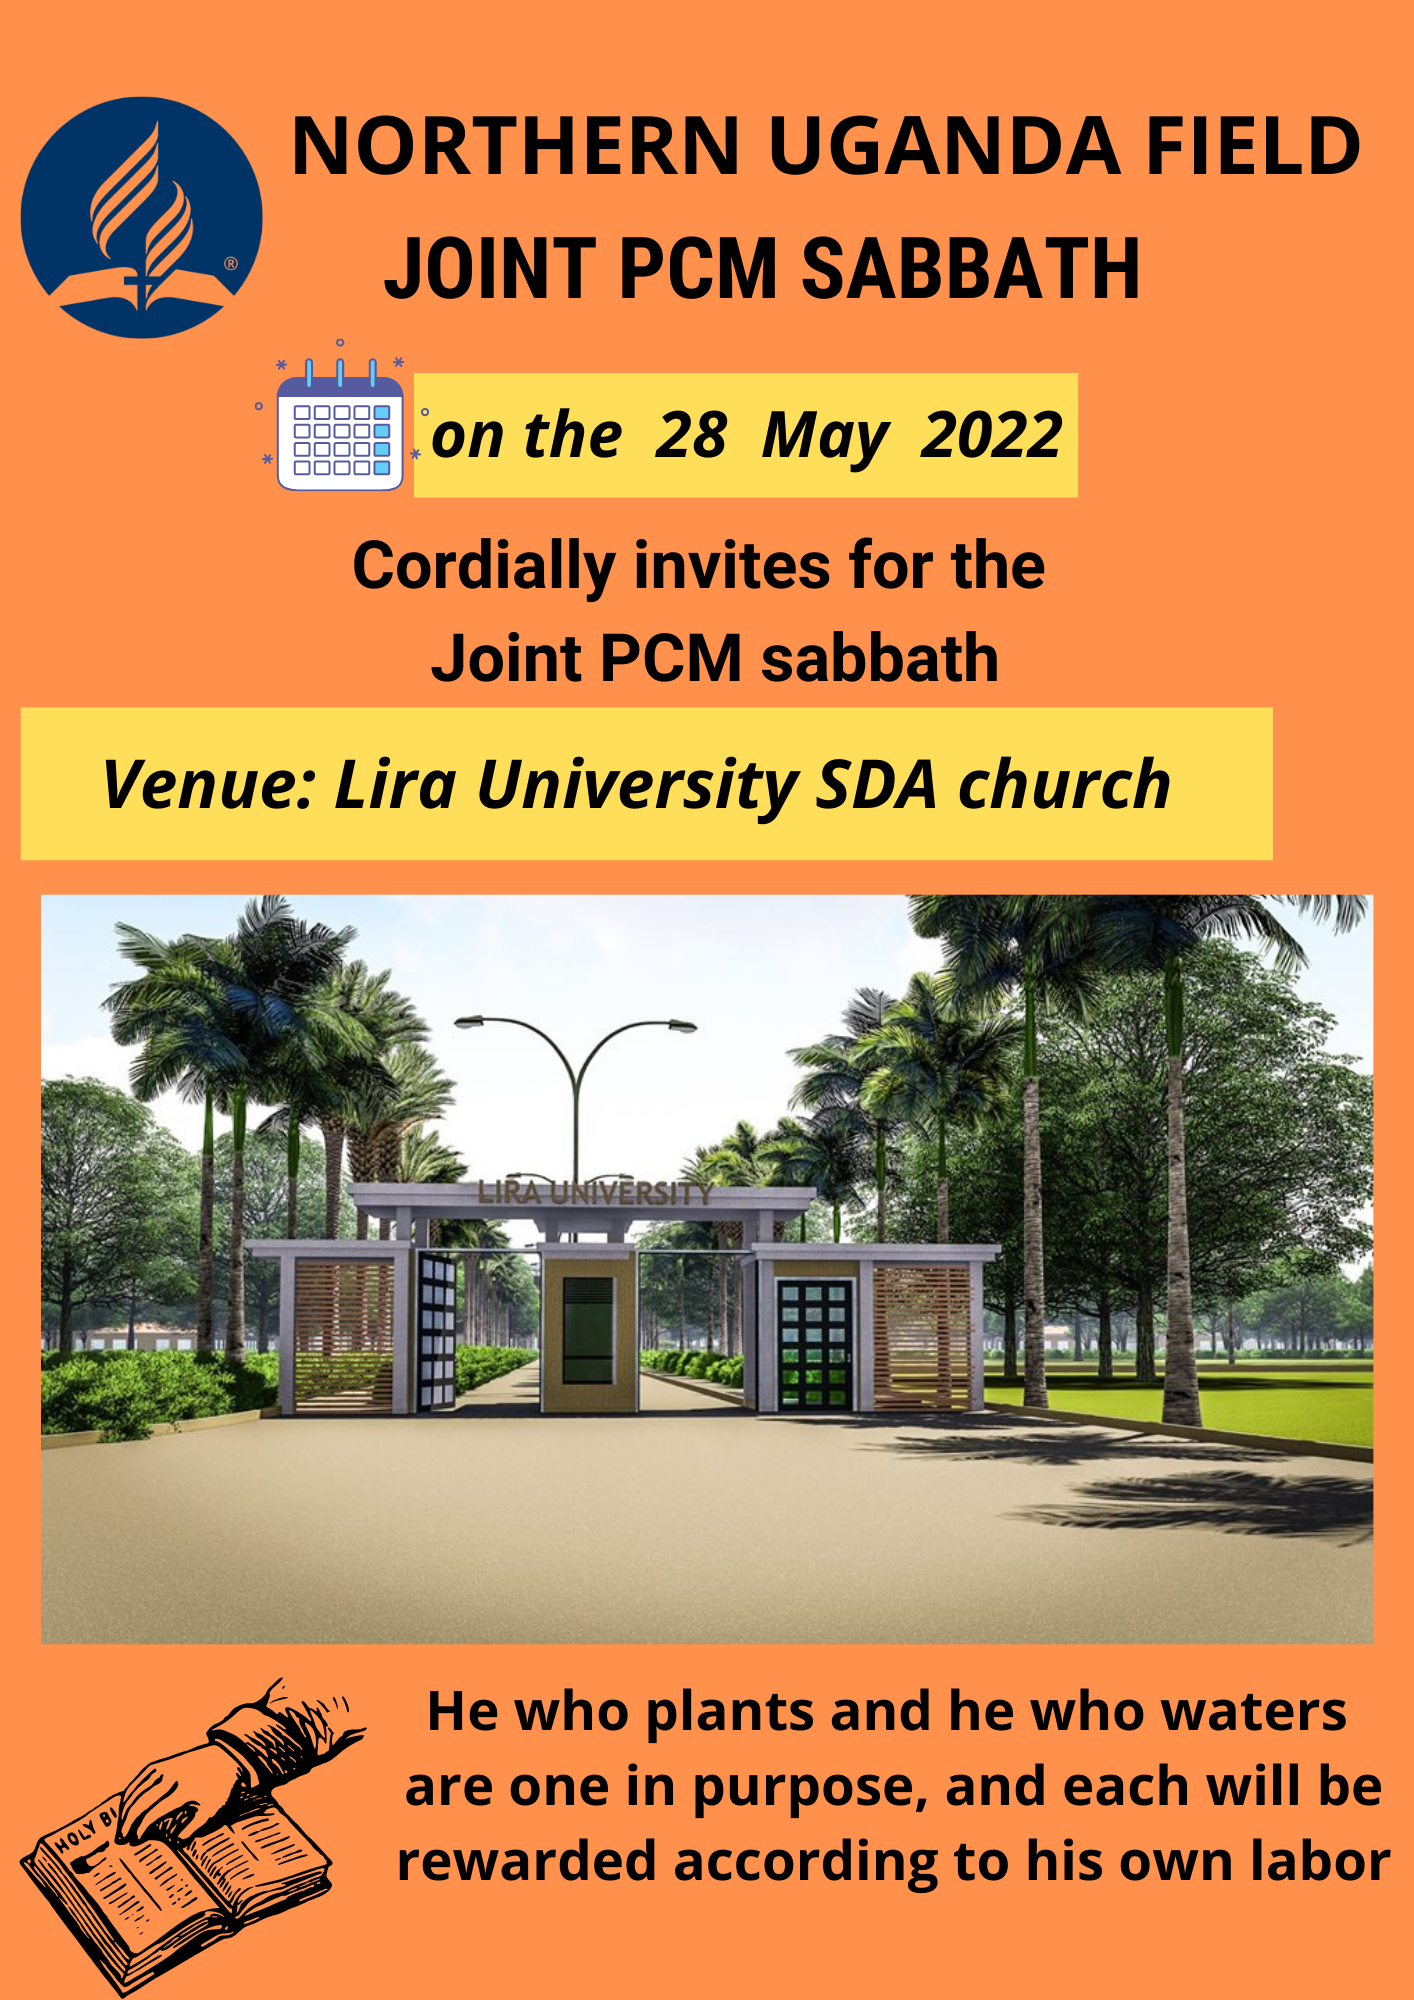 NORTHERN UGANDA FIELD
JOINT PCM SABBATH
®
on the 28 May 2022
Cordially invites for the
Joint PCM sabbath
Venue: Lira University SDA church
LIRA UNIVERSITY
HOLY BI
He who plants and he who waters
are one in purpose, and each will be
rewarded according to his own labor